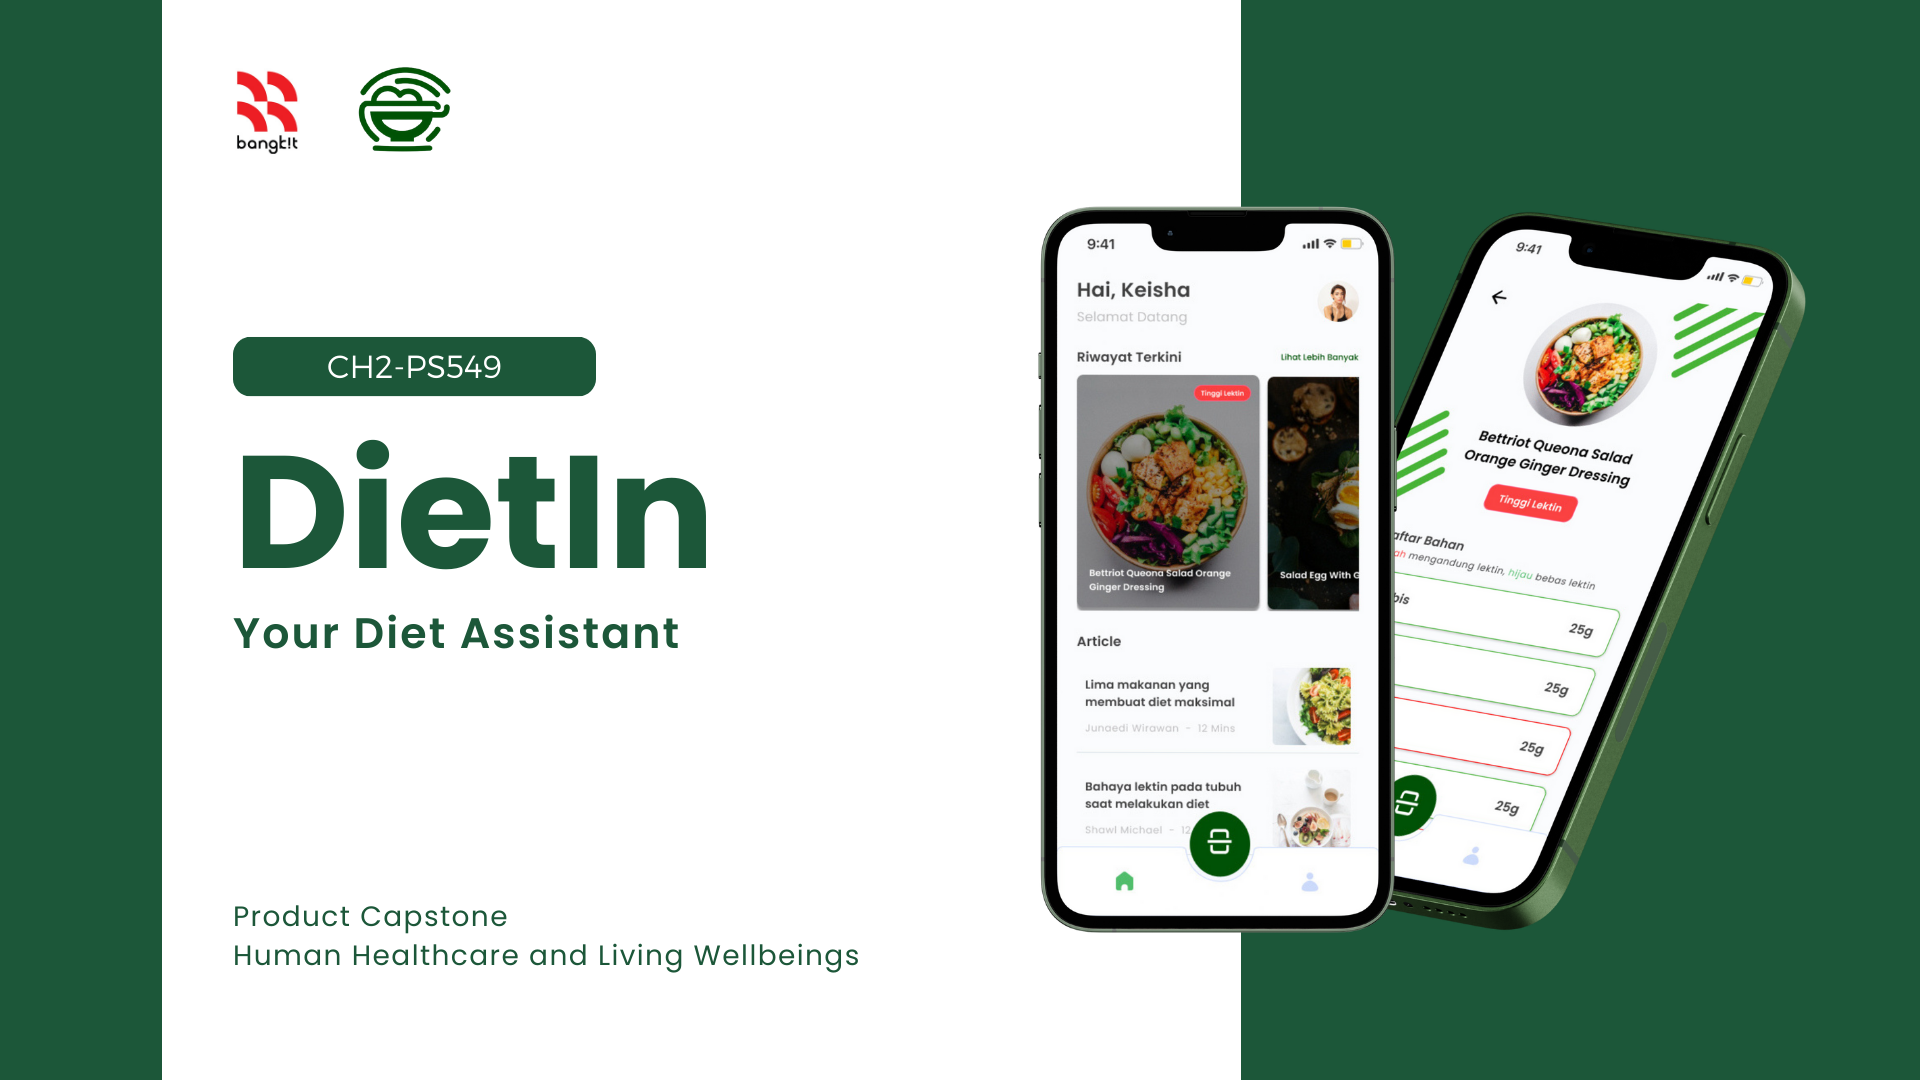 bangk!t
CH2-PS549
DietIn
Your Diet Assistant
Product Capstone
Human Healthcare and Living Wellbeings
9:41
Hai, Keisha
Selamat Datang
Riwayat Terkini
Lihat Lebih Banyak
Tinggi Lektin
Bettriot Queona Salad Orange
Ginger Dressing
Salad Egg With G
Article
Lima makanan yang
membuat diet maksimal
Junaedi Wirawan - 12 Mins
Bahaya lektin pada tubuh
saat melakukan diet
Shawl Michael - 12
9:41
Bettriot Queona Salad
Orange Ginger Dressing
Tinggi Lektin
aftar Bahan
ah mengandung lektin, hijau bebas lektin
bis
25g
25g
25g
25g